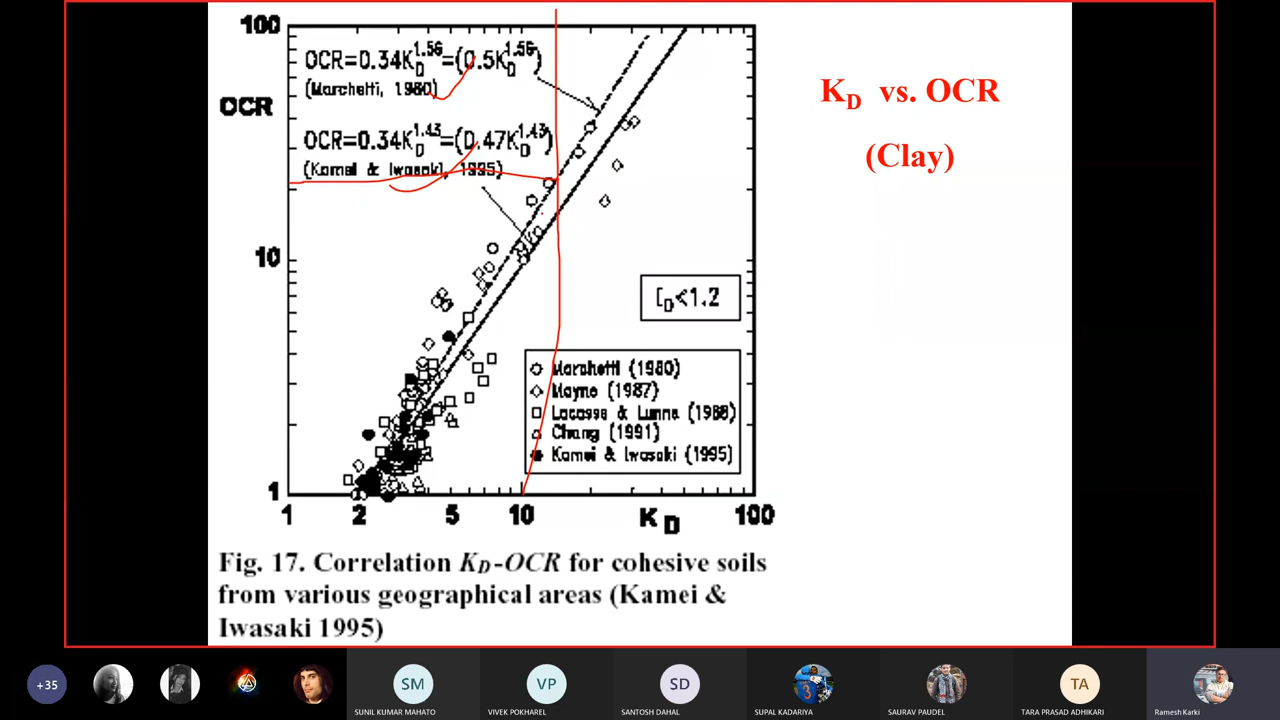 100
OCR=0.34K_D^1.56=(0.5K_D^1.56)
(Marchetti, 1980)
OCR
OCR=0.34K_D^1.43=(0.47K_D^1.43)
(Kamei & Iwasaki, 1995)
K_D vs. OCR
(Clay)
10
I_D<1.2
Marchetti (1980)
Mayne (1987)
Lacasse & Lunne (1988)
Chang (1991)
Kamei & Iwasaki (1995)
1
1 2 5 10 K_D 100
Fig. 17. Correlation K_D-OCR for cohesive soils
from various geographical areas (Kamei &
Iwasaki 1995)
+35
SM
VP
SD
3
TA
SUNIL KUMAR MAHATO
VIVEK POKHAREL
SANTOSH DAHAL
SUPAL KADARIYA
SAURAV PAUDEL
TARA PRASAD ADHIKARI
Ramesh Karki